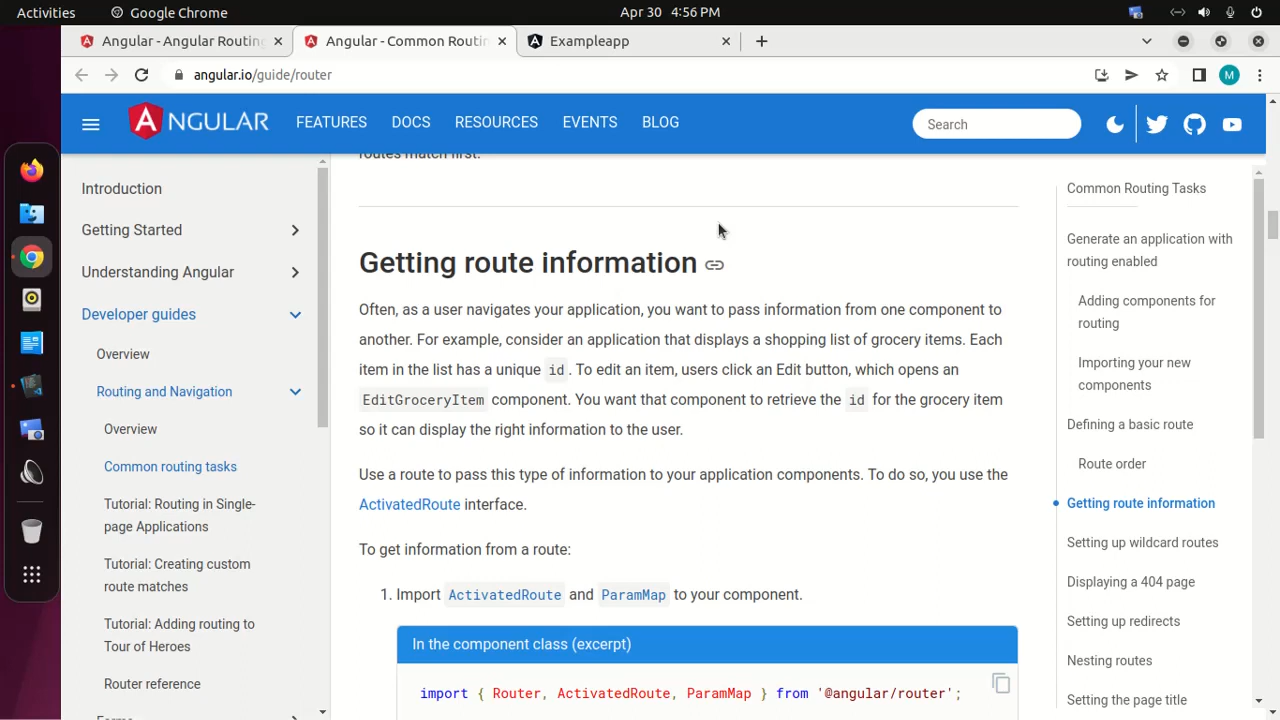 Activities
Google Chrome
Apr 30 4:56 PM
Angular - Angular Routing
Angular - Common Routin
Exampleapp
angular.io/guide/router
M
ANGULAR
FEATURES
DOCS
RESOURCES
EVENTS
BLOG
Search
Introduction
Getting Started
Understanding Angular
Developer guides
Overview
Routing and Navigation
Overview
Common routing tasks
Tutorial: Routing in Single-
page Applications
Tutorial: Creating custom
route matches
Tutorial: Adding routing to
Tour of Heroes
Router reference
Forms
routes match first.
Getting route information
Often, as a user navigates your application, you want to pass information from one component to
another. For example, consider an application that displays a shopping list of grocery items. Each
item in the list has a unique id. To edit an item, users click an Edit button, which opens an
EditGroceryItem component. You want that component to retrieve the id for the grocery item
so it can display the right information to the user.
Use a route to pass this type of information to your application components. To do so, you use the
ActivatedRoute interface.
To get information from a route:
1. Import ActivatedRoute and ParamMap to your component.
In the component class (excerpt)
import { Router, ActivatedRoute, ParamMap } from '@angular/router';
Common Routing Tasks
Generate an application with
routing enabled
Adding components for
routing
Importing your new
components
Defining a basic route
Route order
Getting route information
Setting up wildcard routes
Displaying a 404 page
Setting up redirects
Nesting routes
Setting the page title